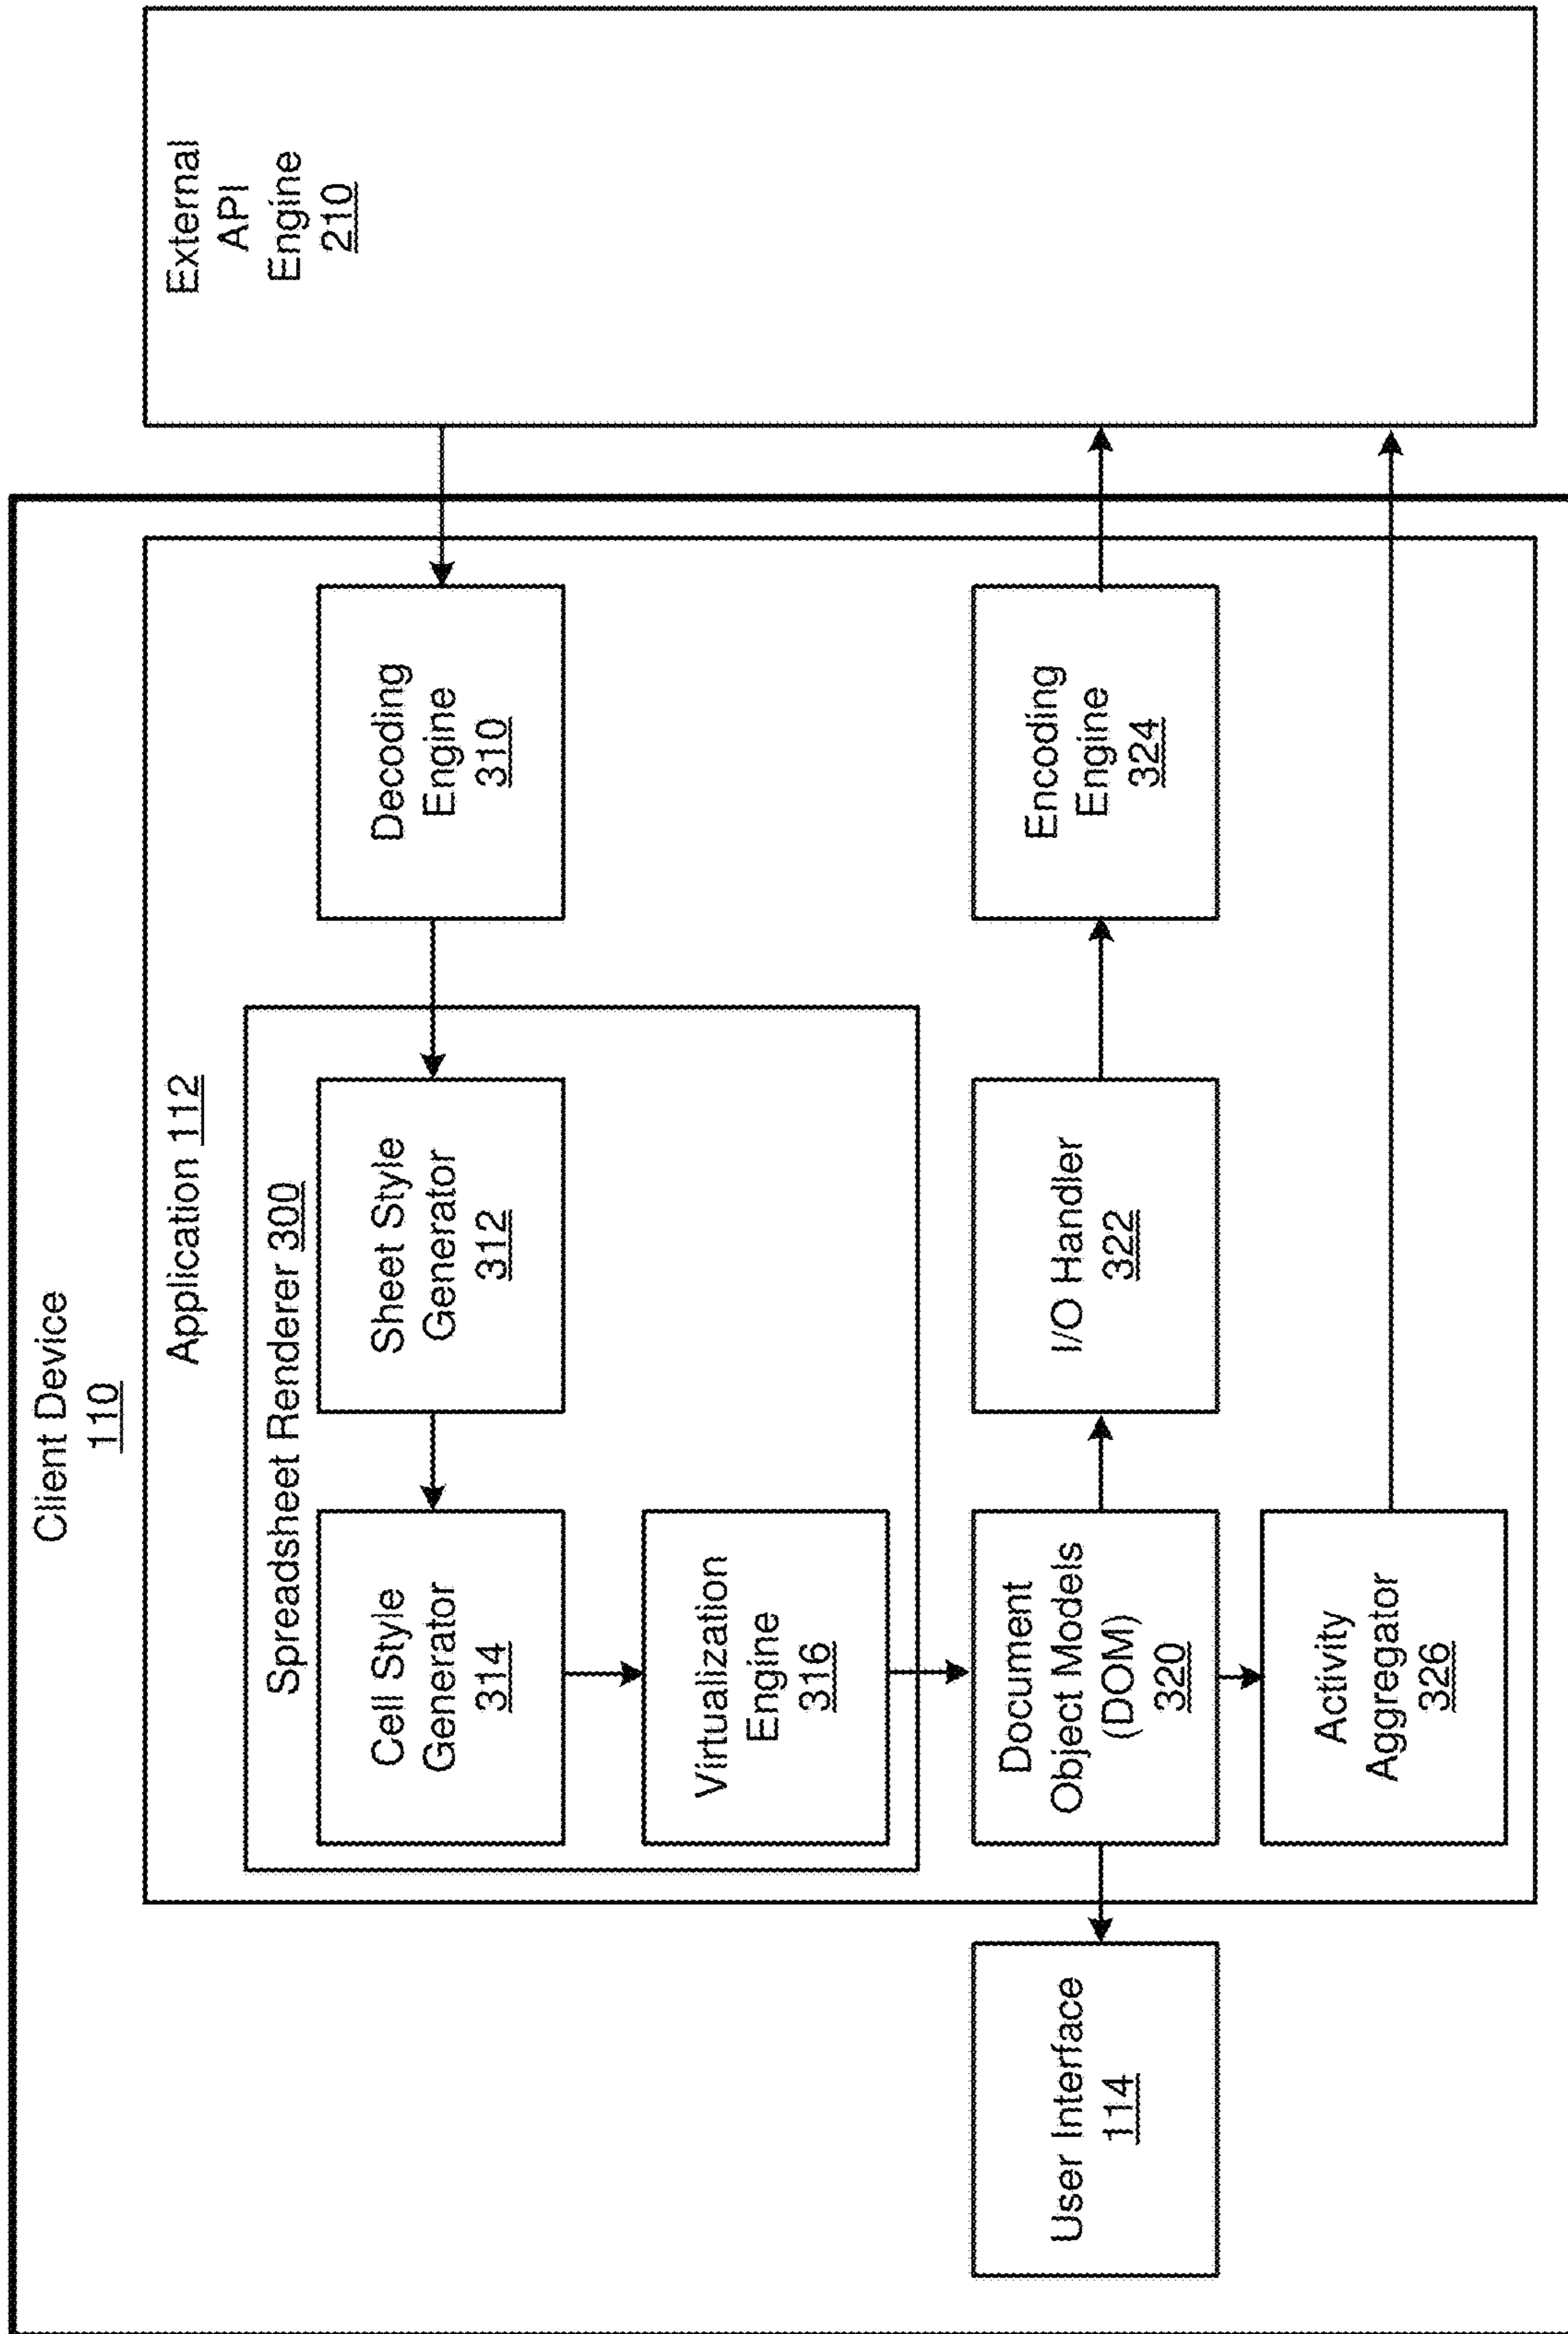 Client Device
110
Application 112
Spreadsheet Renderer 300
Cell Style
Generator
314
Sheet Style
Generator
312
Decoding
Engine
310
External
API
Engine
210
Virtualization
Engine
316
User Interface
114
Document
Object Models
(DOM)
320
I/O Handler
322
Encoding
Engine
324
Activity
Aggregator
326